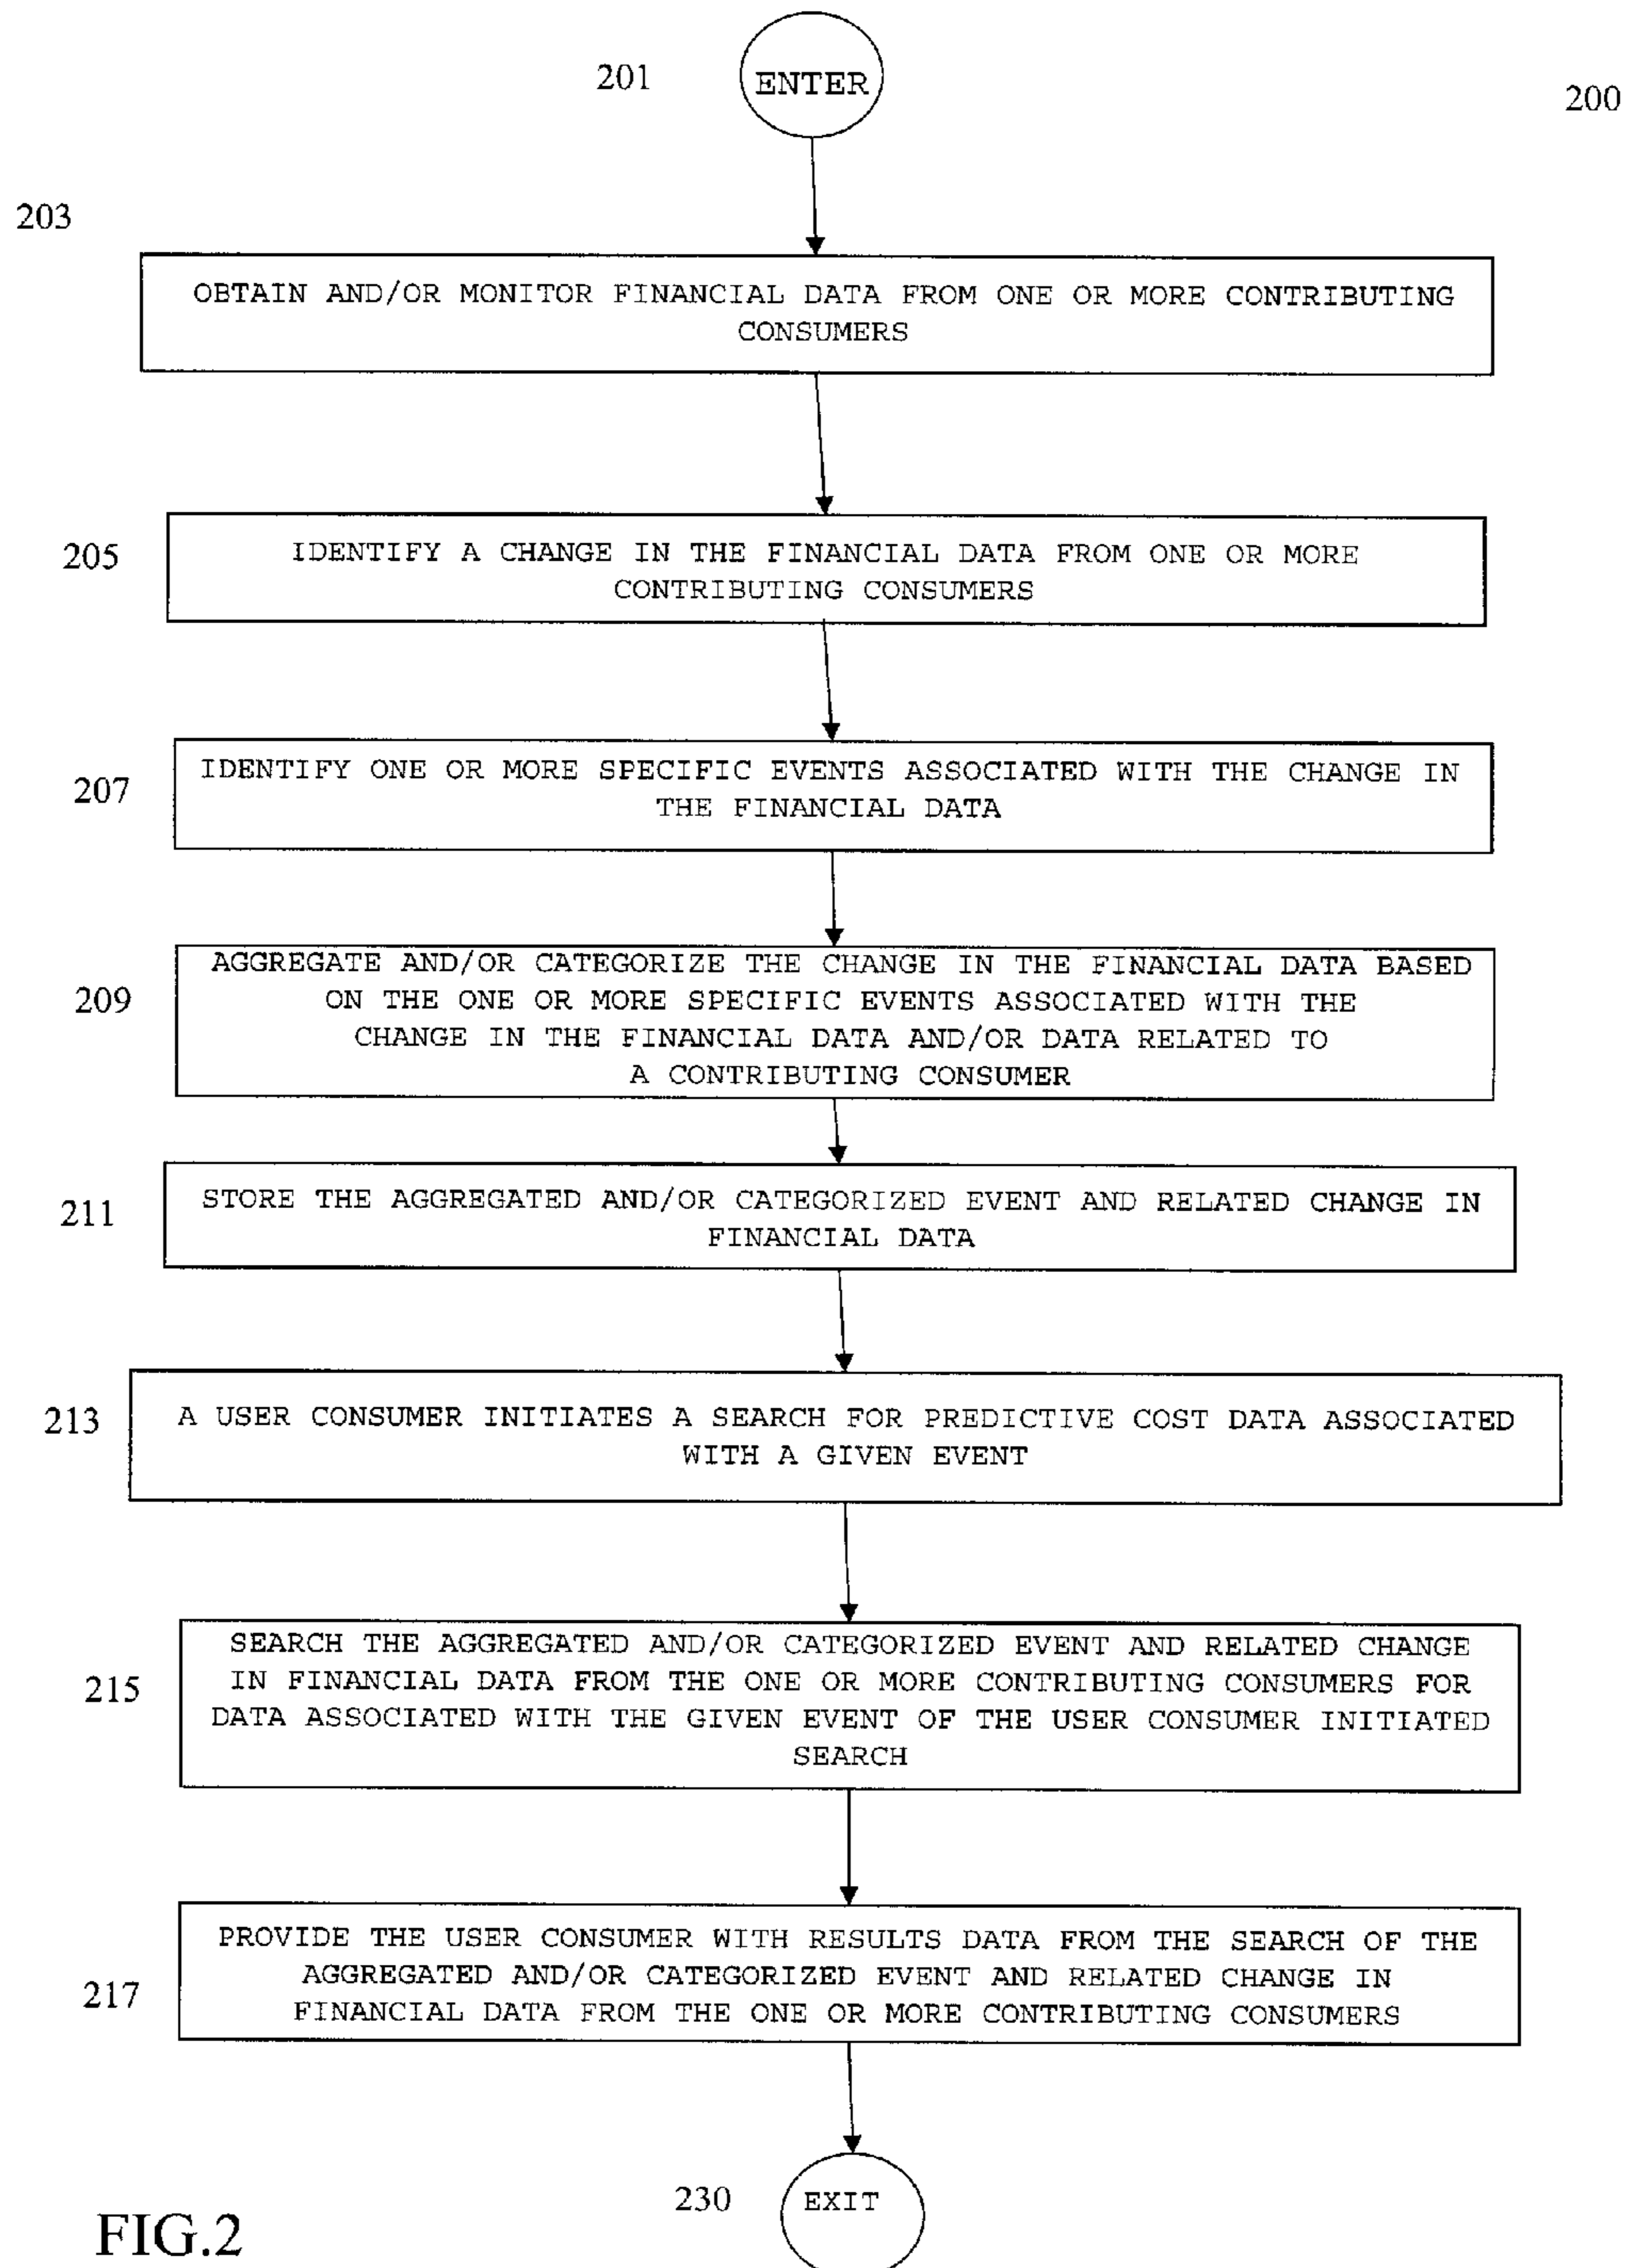 201
ENTER
200
203
OBTAIN AND/OR MONITOR FINANCIAL DATA FROM ONE OR MORE CONTRIBUTING
CONSUMERS
205
IDENTIFY A CHANGE IN THE FINANCIAL DATA FROM ONE OR MORE
CONTRIBUTING CONSUMERS
207
IDENTIFY ONE OR MORE SPECIFIC EVENTS ASSOCIATED WITH THE CHANGE IN
THE FINANCIAL DATA
209
AGGREGATE AND/OR CATEGORIZE THE CHANGE IN THE FINANCIAL DATA BASED
ON THE ONE OR MORE SPECIFIC EVENTS ASSOCIATED WITH THE
CHANGE IN THE FINANCIAL DATA AND/OR DATA RELATED TO
A CONTRIBUTING CONSUMER
211
STORE THE AGGREGATED AND/OR CATEGORIZED EVENT AND RELATED CHANGE IN
FINANCIAL DATA
213
A USER CONSUMER INITIATES A SEARCH FOR PREDICTIVE COST DATA ASSOCIATED
WITH A GIVEN EVENT
215
SEARCH THE AGGREGATED AND/OR CATEGORIZED EVENT AND RELATED CHANGE
IN FINANCIAL DATA FROM THE ONE OR MORE CONTRIBUTING CONSUMERS FOR
DATA ASSOCIATED WITH THE GIVEN EVENT OF THE USER CONSUMER INITIATED
SEARCH
217
PROVIDE THE USER CONSUMER WITH RESULTS DATA FROM THE SEARCH OF THE
AGGREGATED AND/OR CATEGORIZED EVENT AND RELATED CHANGE IN
FINANCIAL DATA FROM THE ONE OR MORE CONTRIBUTING CONSUMERS
230
EXIT
FIG.2